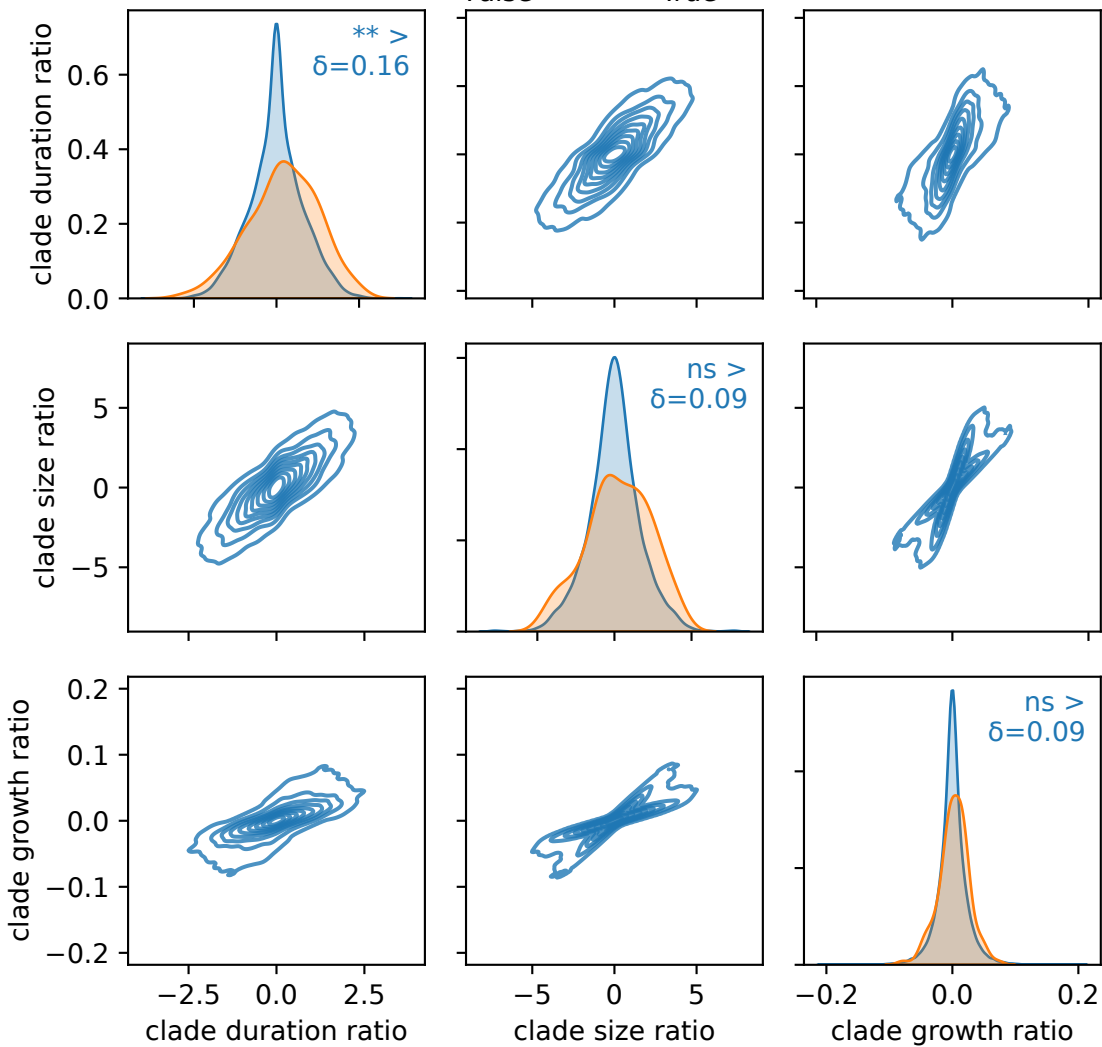 clade duration ratio
0.6
0.4
0.2
0.0
** >
δ=0.16
clade size ratio
5
0
−5
ns >
δ=0.09
clade growth ratio
0.2
0.1
0.0
−0.1
−0.2
ns >
δ=0.09
−2.5 0.0 2.5
−5 0 5
−0.2 0.0 0.2
clade duration ratio
clade size ratio
clade growth ratio